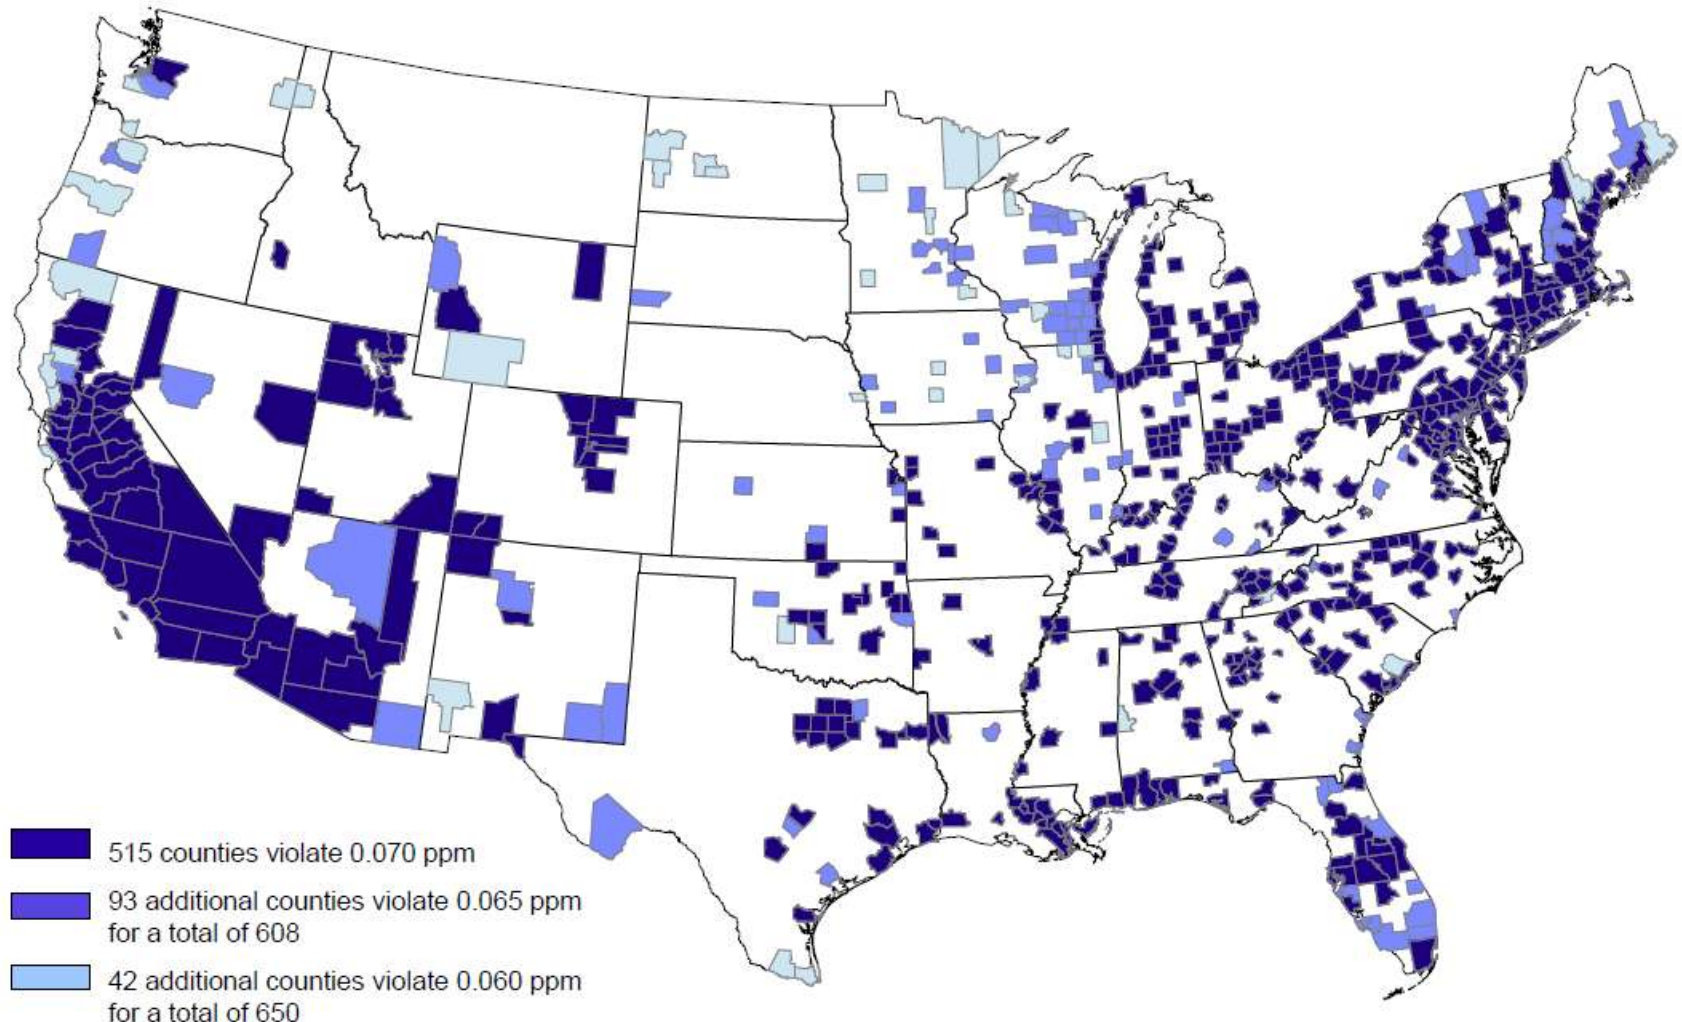 515 counties violate 0.070 ppm
93 additional counties violate 0.065 ppm
for a total of 608
42 additional counties violate 0.060 ppm
for a total of 650